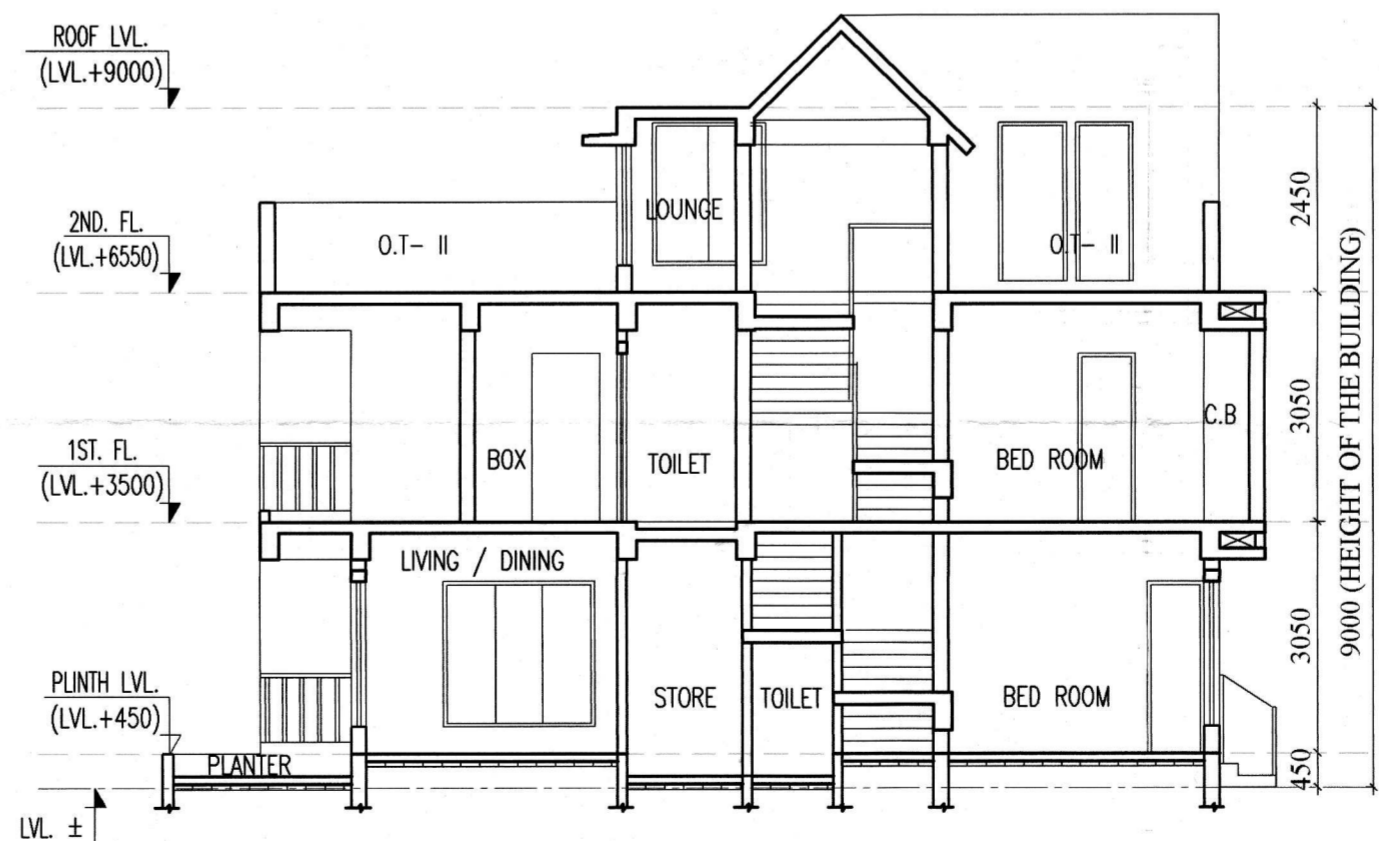 ROOF LVL.
(LVL.+9000)
2ND. FL.
(LVL.+6550)
1ST. FL.
(LVL.+3500)
PLINTH LVL.
(LVL.+450)
LVL. ±
LOUNGE
O.T- II
O.T- II
BOX
TOILET
BED ROOM
C.B
LIVING / DINING
STORE
TOILET
BED ROOM
PLANTER
2450
3050
3050
450
9000 (HEIGHT OF THE BUILDING)